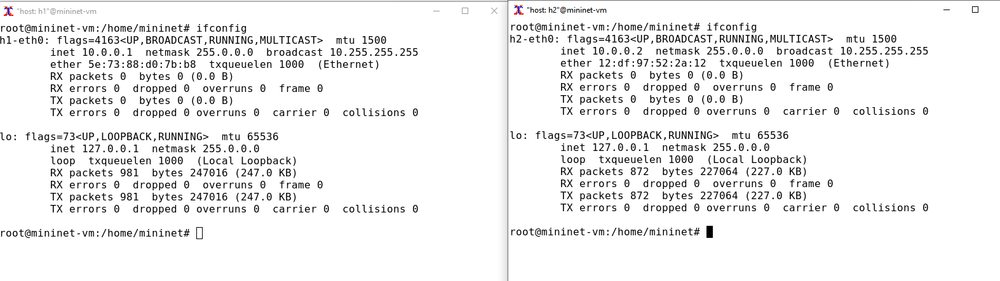 "host: h1"@mininet-vm
root@mininet-vm:/home/mininet# ifconfig
h1-eth0: flags=4163<UP,BROADCAST,RUNNING,MULTICAST>  mtu 1500
        inet 10.0.0.1  netmask 255.0.0.0  broadcast 10.255.255.255
        ether 5e:73:88:d0:7b:b8  txqueuelen 1000  (Ethernet)
        RX packets 0  bytes 0 (0.0 B)
        RX errors 0  dropped 0  overruns 0  frame 0
        TX packets 0  bytes 0 (0.0 B)
        TX errors 0  dropped 0 overruns 0  carrier 0  collisions 0

lo: flags=73<UP,LOOPBACK,RUNNING>  mtu 65536
        inet 127.0.0.1  netmask 255.0.0.0
        loop  txqueuelen 1000  (Local Loopback)
        RX packets 981  bytes 247016 (247.0 KB)
        RX errors 0  dropped 0  overruns 0  frame 0
        TX packets 981  bytes 247016 (247.0 KB)
        TX errors 0  dropped 0 overruns 0  carrier 0  collisions 0

root@mininet-vm:/home/mininet#
"host: h2"@mininet-vm
root@mininet-vm:/home/mininet# ifconfig
h2-eth0: flags=4163<UP,BROADCAST,RUNNING,MULTICAST>  mtu 1500
        inet 10.0.0.2  netmask 255.0.0.0  broadcast 10.255.255.255
        ether 12:df:97:52:2a:12  txqueuelen 1000  (Ethernet)
        RX packets 0  bytes 0 (0.0 B)
        RX errors 0  dropped 0  overruns 0  frame 0
        TX packets 0  bytes 0 (0.0 B)
        TX errors 0  dropped 0 overruns 0  carrier 0  collisions 0

lo: flags=73<UP,LOOPBACK,RUNNING>  mtu 65536
        inet 127.0.0.1  netmask 255.0.0.0
        loop  txqueuelen 1000  (Local Loopback)
        RX packets 872  bytes 227064 (227.0 KB)
        RX errors 0  dropped 0  overruns 0  frame 0
        TX packets 872  bytes 227064 (227.0 KB)
        TX errors 0  dropped 0 overruns 0  carrier 0  collisions 0

root@mininet-vm:/home/mininet#